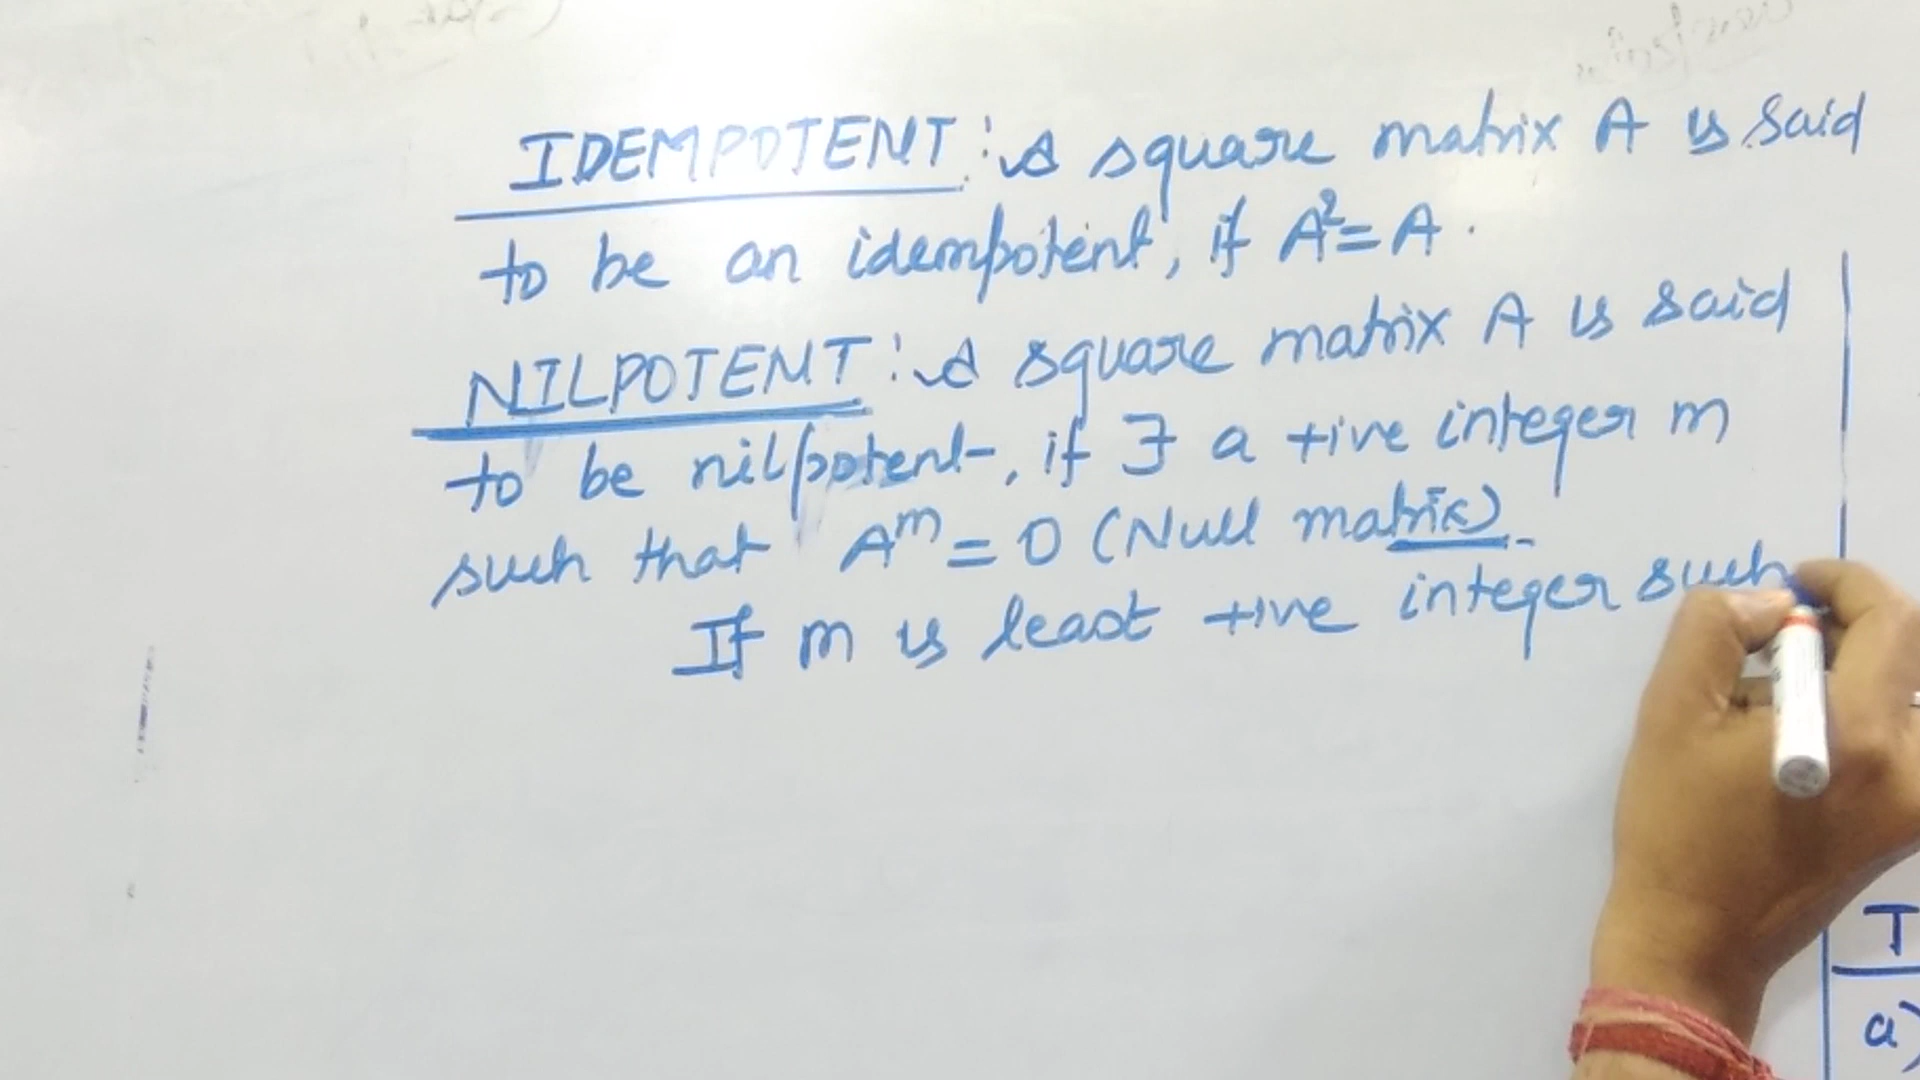 IDEMPOTENT : A square matrix A is said
to be an idempotent, if A²=A.
NILPOTENT : A square matrix A is said
to be nilpotent, if ∃ a +ive integer m
such that Aᵐ = 0 (Null matrix).
If m is least +ive integer such
T
a)